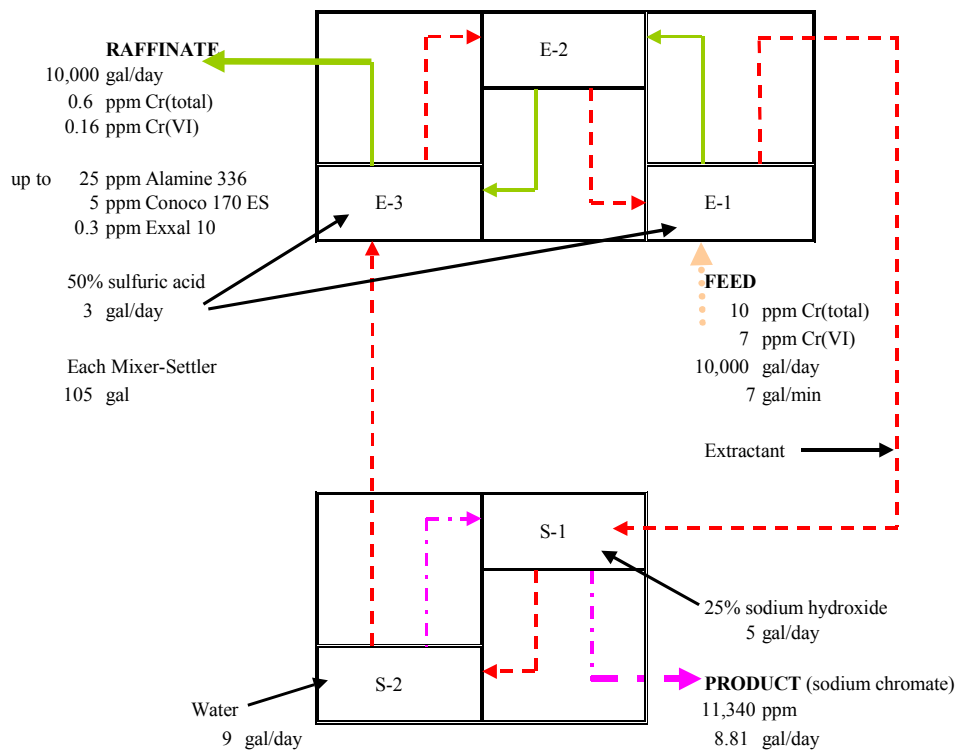 RAFFINATE
10,000 gal/day
0.6 ppm Cr(total)
0.16 ppm Cr(VI)
up to 25 ppm Alamine 336
5 ppm Conoco 170 ES
0.3 ppm Exxal 10
50% sulfuric acid
3 gal/day
Each Mixer-Settler
105 gal
E-2
E-3
E-1
FEED
10 ppm Cr(total)
7 ppm Cr(VI)
10,000 gal/day
7 gal/min
Extractant
S-1
25% sodium hydroxide
5 gal/day
S-2
PRODUCT (sodium chromate)
11,340 ppm
8.81 gal/day
Water
9 gal/day